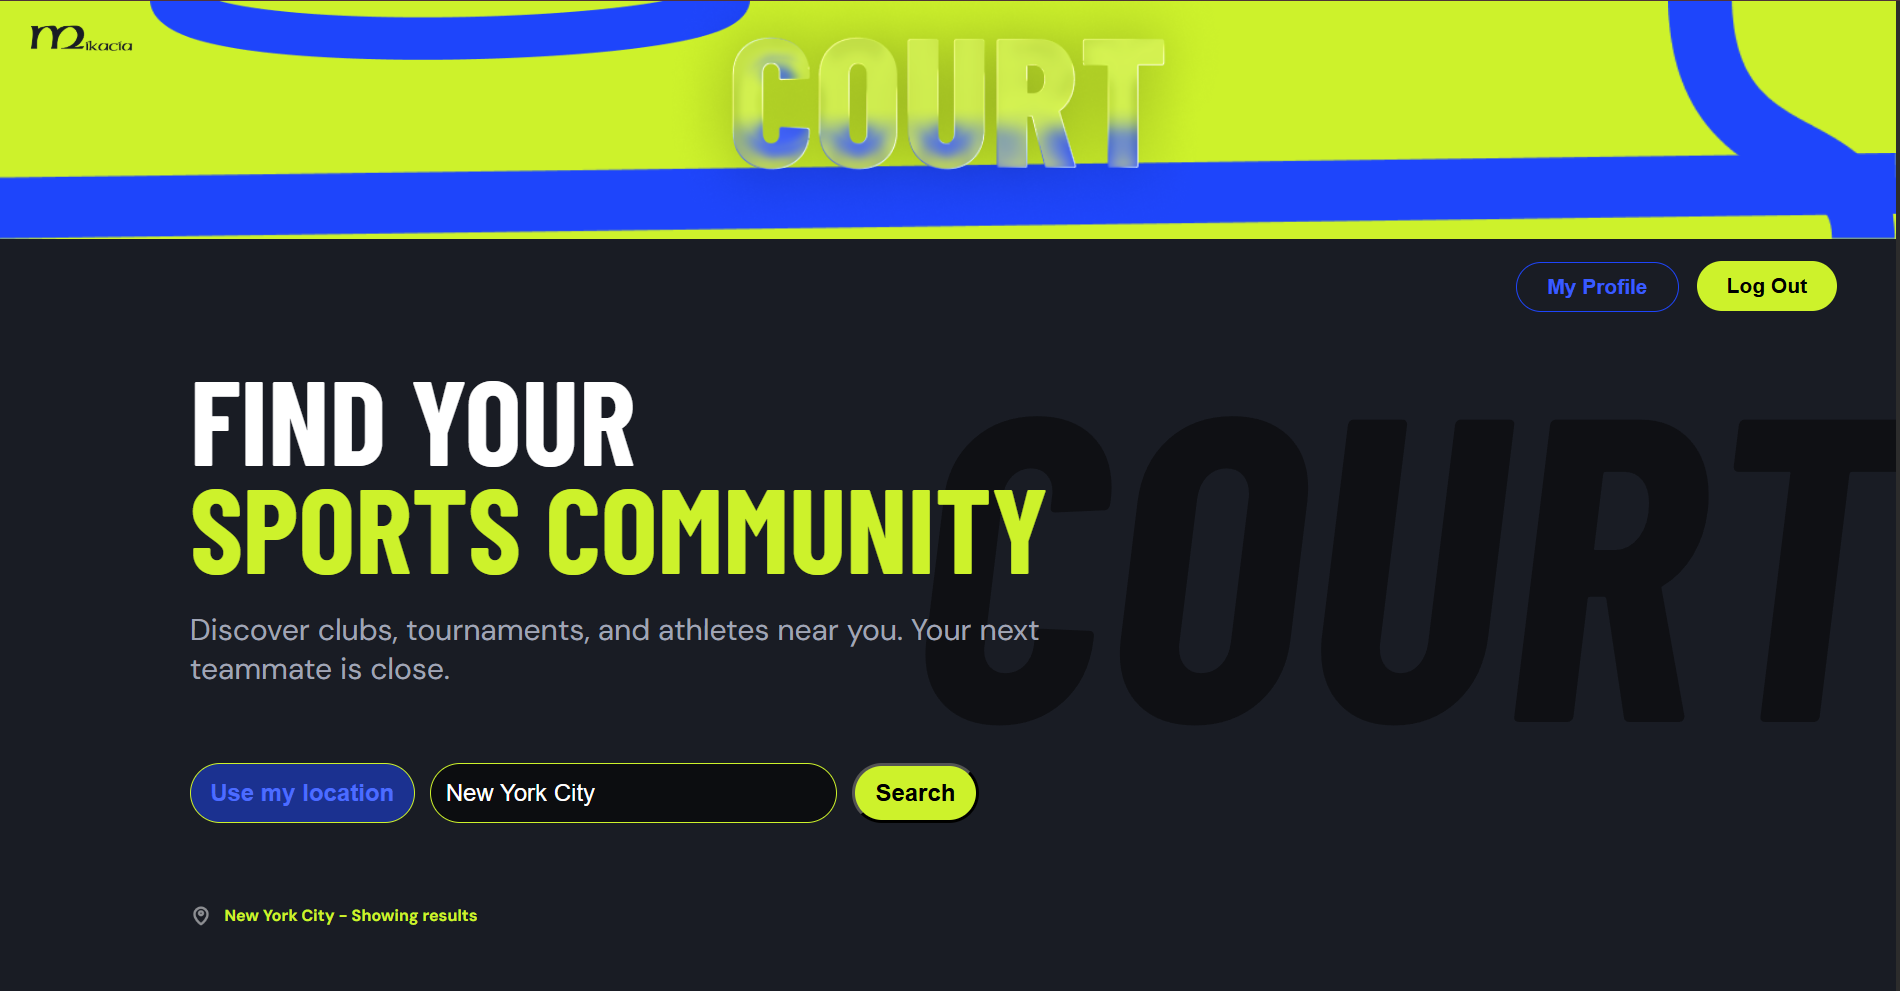 mikacia
COURT
My Profile
Log Out
FIND YOUR
SPORTS COMMUNITY
COURT
Discover clubs, tournaments, and athletes near you. Your next
teammate is close.
Use my location
New York City
Search
New York City - Showing results